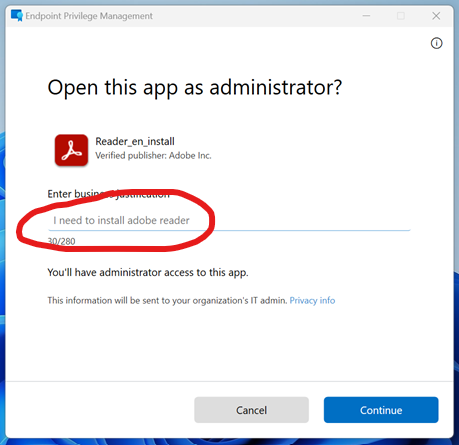 Endpoint Privilege Management
Open this app as administrator?
Reader_en_install
Verified publisher: Adobe Inc.
Enter business justification
I need to install adobe reader
30/280
You'll have administrator access to this app.
This information will be sent to your organization's IT admin. Privacy info
Cancel
Continue